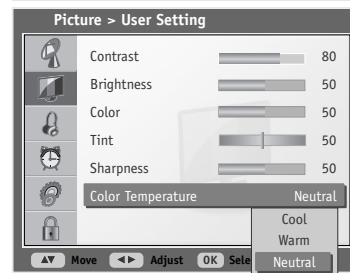 Picture > User Setting
Contrast 80
Brightness 50
Color 50
Tint 50
Sharpness 50
Color Temperature Neutral
Cool
Warm
Neutral
Move Adjust OK Sele